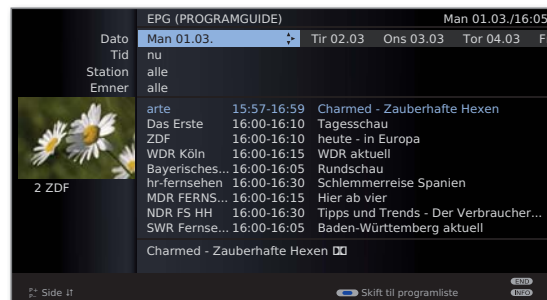 EPG (PROGRAMGUIDE) Man 01.03./16:05
Dato Man 01.03. Tir 02.03 Ons 03.03 Tor 04.03 F
Tid nu
Station alle
Emner alle
arte 15:57-16:59 Charmed - Zauberhafte Hexen
Das Erste 16:00-16:10 Tagesschau
ZDF 16:00-16:10 heute - in Europa
WDR Köln 16:00-16:15 WDR aktuell
Bayerisches... 16:00-16:05 Rundschau
hr-fernsehen 16:00-16:30 Schlemmerreise Spanien
MDR FERNS... 16:00-16:15 Hier ab vier
NDR FS HH 16:00-16:30 Tipps und Trends - Der Verbraucher...
SWR Fernse... 16:00-16:05 Baden-Württemberg aktuell
2 ZDF
Charmed - Zauberhafte Hexen
END
P+ P- Side Skift til programliste INFO